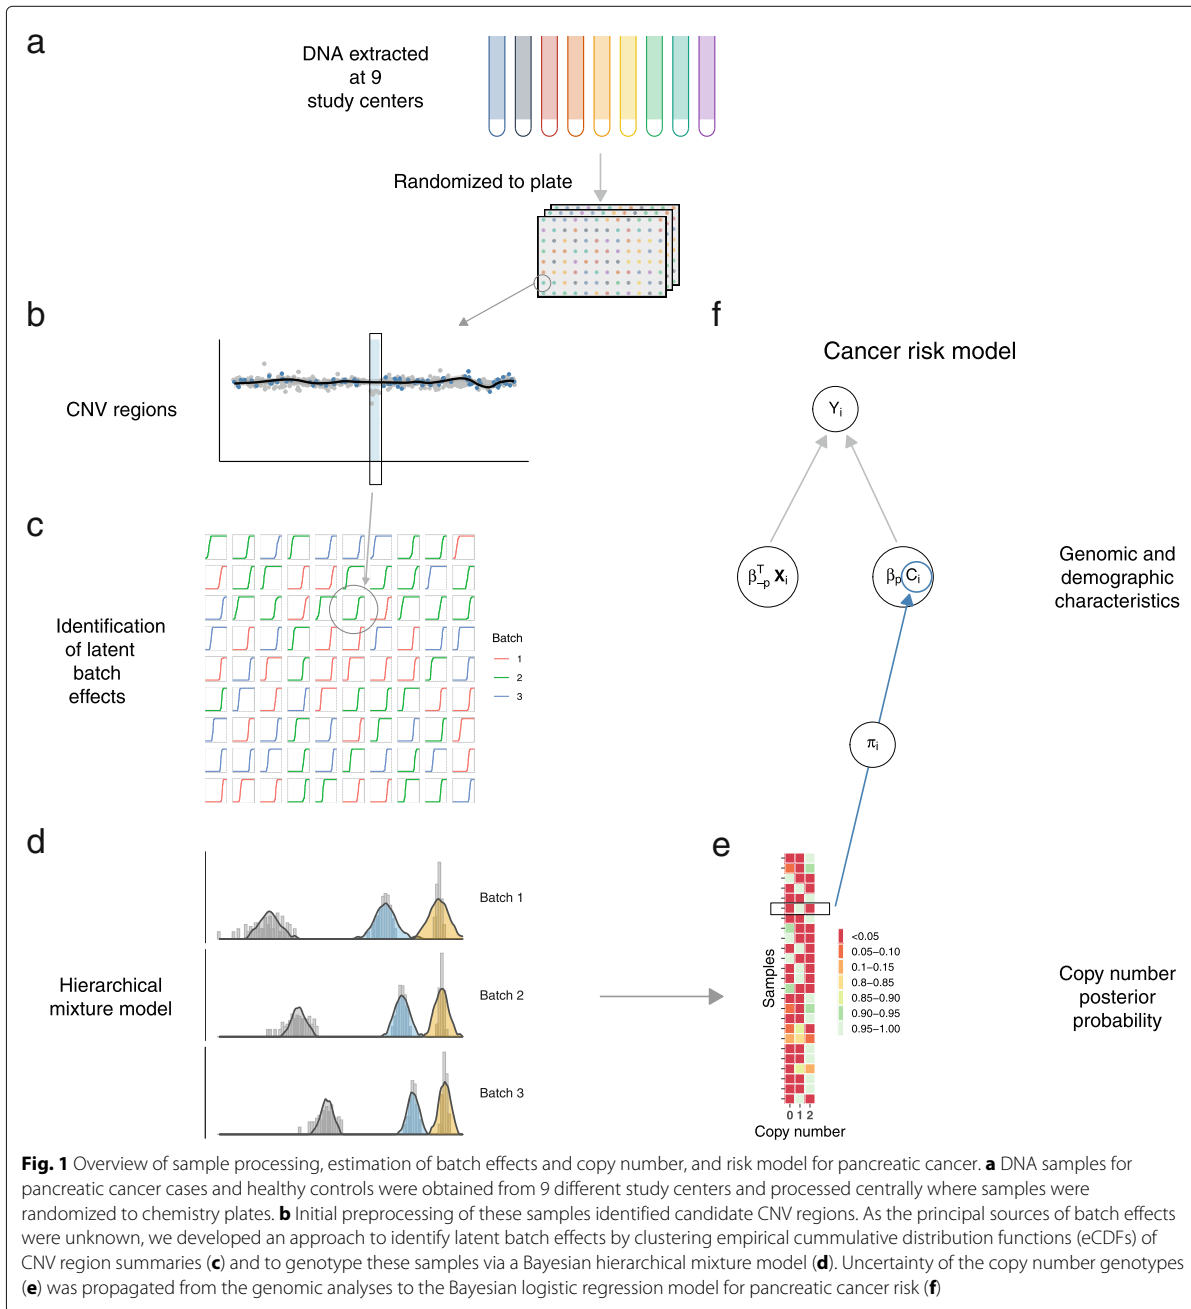 a
DNA extracted
at 9
study centers
Randomized to plate
b
CNV regions
c
Identification
of latent
batch
effects
Batch
1
2
3
d
Hierarchical
mixture model
Batch 1
Batch 2
Batch 3
e
Samples
0 1 2
Copy number
<0.05
0.05–0.10
0.1–0.15
0.8–0.85
0.85–0.90
0.90–0.95
0.95–1.00
Copy number
posterior
probability
f
Cancer risk model
Yi
βT–p Xi
βp Ci
πi
Genomic and
demographic
characteristics
Fig. 1 Overview of sample processing, estimation of batch effects and copy number, and risk model for pancreatic cancer. a DNA samples for
pancreatic cancer cases and healthy controls were obtained from 9 different study centers and processed centrally where samples were
randomized to chemistry plates. b Initial preprocessing of these samples identified candidate CNV regions. As the principal sources of batch effects
were unknown, we developed an approach to identify latent batch effects by clustering empirical cummulative distribution functions (eCDFs) of
CNV region summaries (c) and to genotype these samples via a Bayesian hierarchical mixture model (d). Uncertainty of the copy number genotypes
(e) was propagated from the genomic analyses to the Bayesian logistic regression model for pancreatic cancer risk (f)